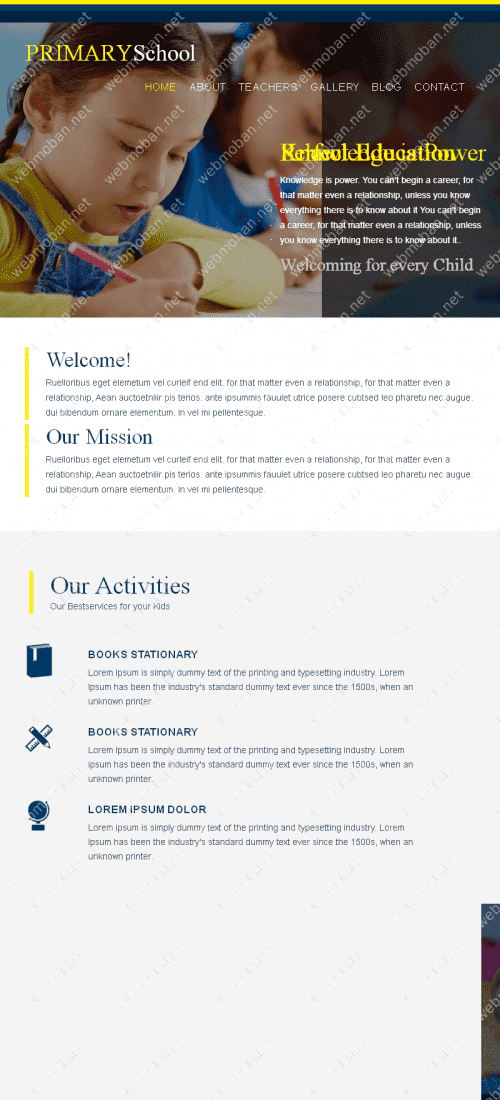 PRIMARYSchool
HOME ABOUT TEACHERS GALLERY BLOG CONTACT
Knowledge is power. You can't begin a career, for
that matter even a relationship, unless you know
everything there is to know about it You can't begin
a career, for that matter even a relationship, unless
you know everything there is to know about it..
Welcoming for every Child
Welcome!
Ruelloribus eget elemetum vel curleif end elit. for that matter even a relationship, for that matter even a
relationship, Aean auctoetnliir pis terios. ante ipsummis fauulet utrice posere cubtsed leo pharetu nec augue.
dui bibendum ornare elementum. In vel mi pellentesque.
Our Mission
Ruelloribus eget elemetum vel curleif end elit. for that matter even a relationship, for that matter even a
relationship, Aean auctoetnliir pis terios. ante ipsummis fauulet utrice posere cubtsed leo pharetu nec augue.
dui bibendum ornare elementum. In vel mi pellentesque.
Our Activities
Our Bestservices for your Kids
BOOKS STATIONARY
Lorem Ipsum is simply dummy text of the printing and typesetting industry. Lorem
Ipsum has been the industry's standard dummy text ever since the 1500s, when an
unknown printer.
BOOKS STATIONARY
Lorem Ipsum is simply dummy text of the printing and typesetting industry. Lorem
Ipsum has been the industry's standard dummy text ever since the 1500s, when an
unknown printer.
LOREM IPSUM DOLOR
Lorem Ipsum is simply dummy text of the printing and typesetting industry. Lorem
Ipsum has been the industry's standard dummy text ever since the 1500s, when an
unknown printer.
webmoban.net